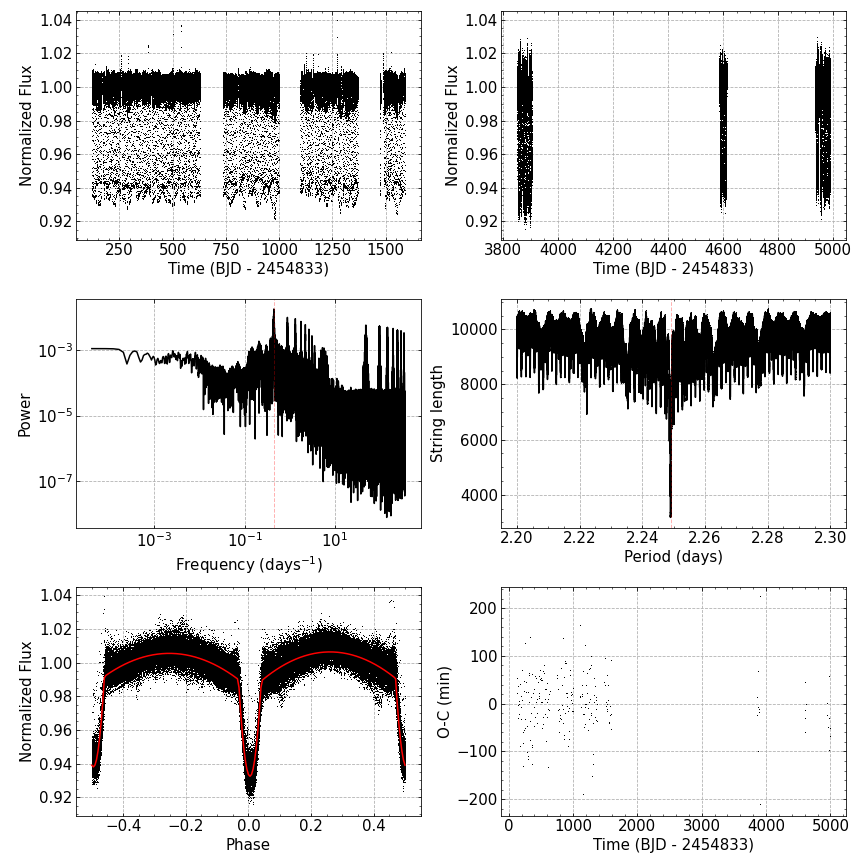 1.04
1.02
1.00
0.98
0.96
0.94
0.92
Normalized Flux
250 500 750 1000 1250 1500
Time (BJD - 2454833)
1.04
1.02
1.00
0.98
0.96
0.94
0.92
Normalized Flux
3800 4000 4200 4400 4600 4800 5000
Time (BJD - 2454833)
10⁻³
10⁻⁵
10⁻⁷
Power
10⁻³ 10⁻¹ 10¹
Frequency (days⁻¹)
10000
8000
6000
4000
String length
2.20 2.22 2.24 2.26 2.28 2.30
Period (days)
1.04
1.02
1.00
0.98
0.96
0.94
0.92
Normalized Flux
−0.4 −0.2 0.0 0.2 0.4
Phase
200
100
0
−100
−200
O-C (min)
0 1000 2000 3000 4000 5000
Time (BJD - 2454833)